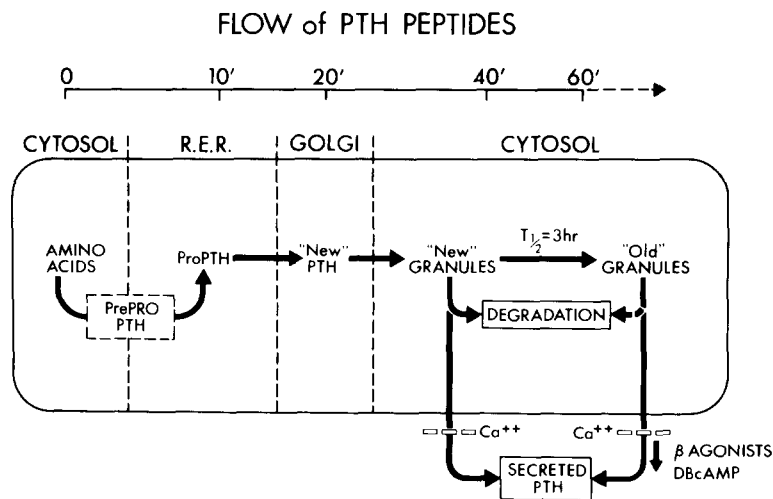 FLOW of PTH PEPTIDES
0 10' 20' 40' 60'
CYTOSOL R.E.R. GOLGI CYTOSOL
AMINO
ACIDS
PrePRO
PTH
ProPTH
"New"
PTH
"New"
GRANULES
T½=3hr
"Old"
GRANULES
DEGRADATION
Ca++ Ca++
β AGONISTS
DBcAMP
SECRETED
PTH